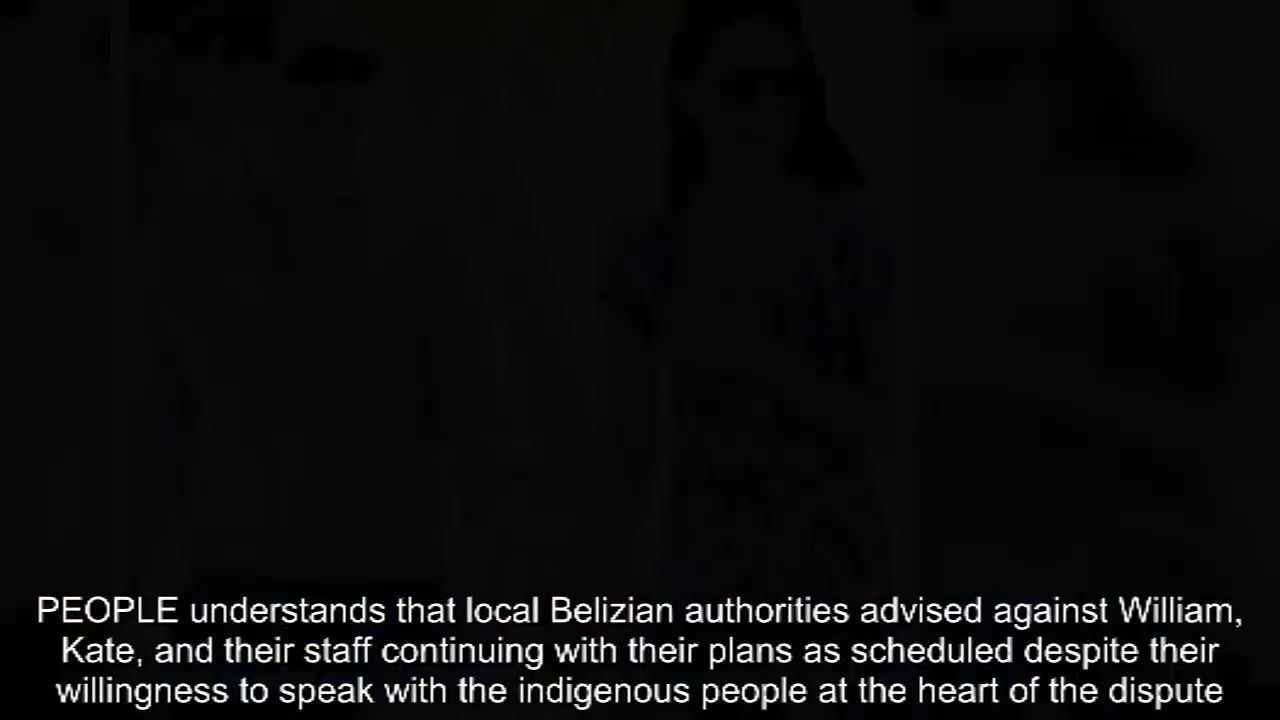 PEOPLE understands that local Belizian authorities advised against William,
Kate, and their staff continuing with their plans as scheduled despite their
willingness to speak with the indigenous people at the heart of the dispute